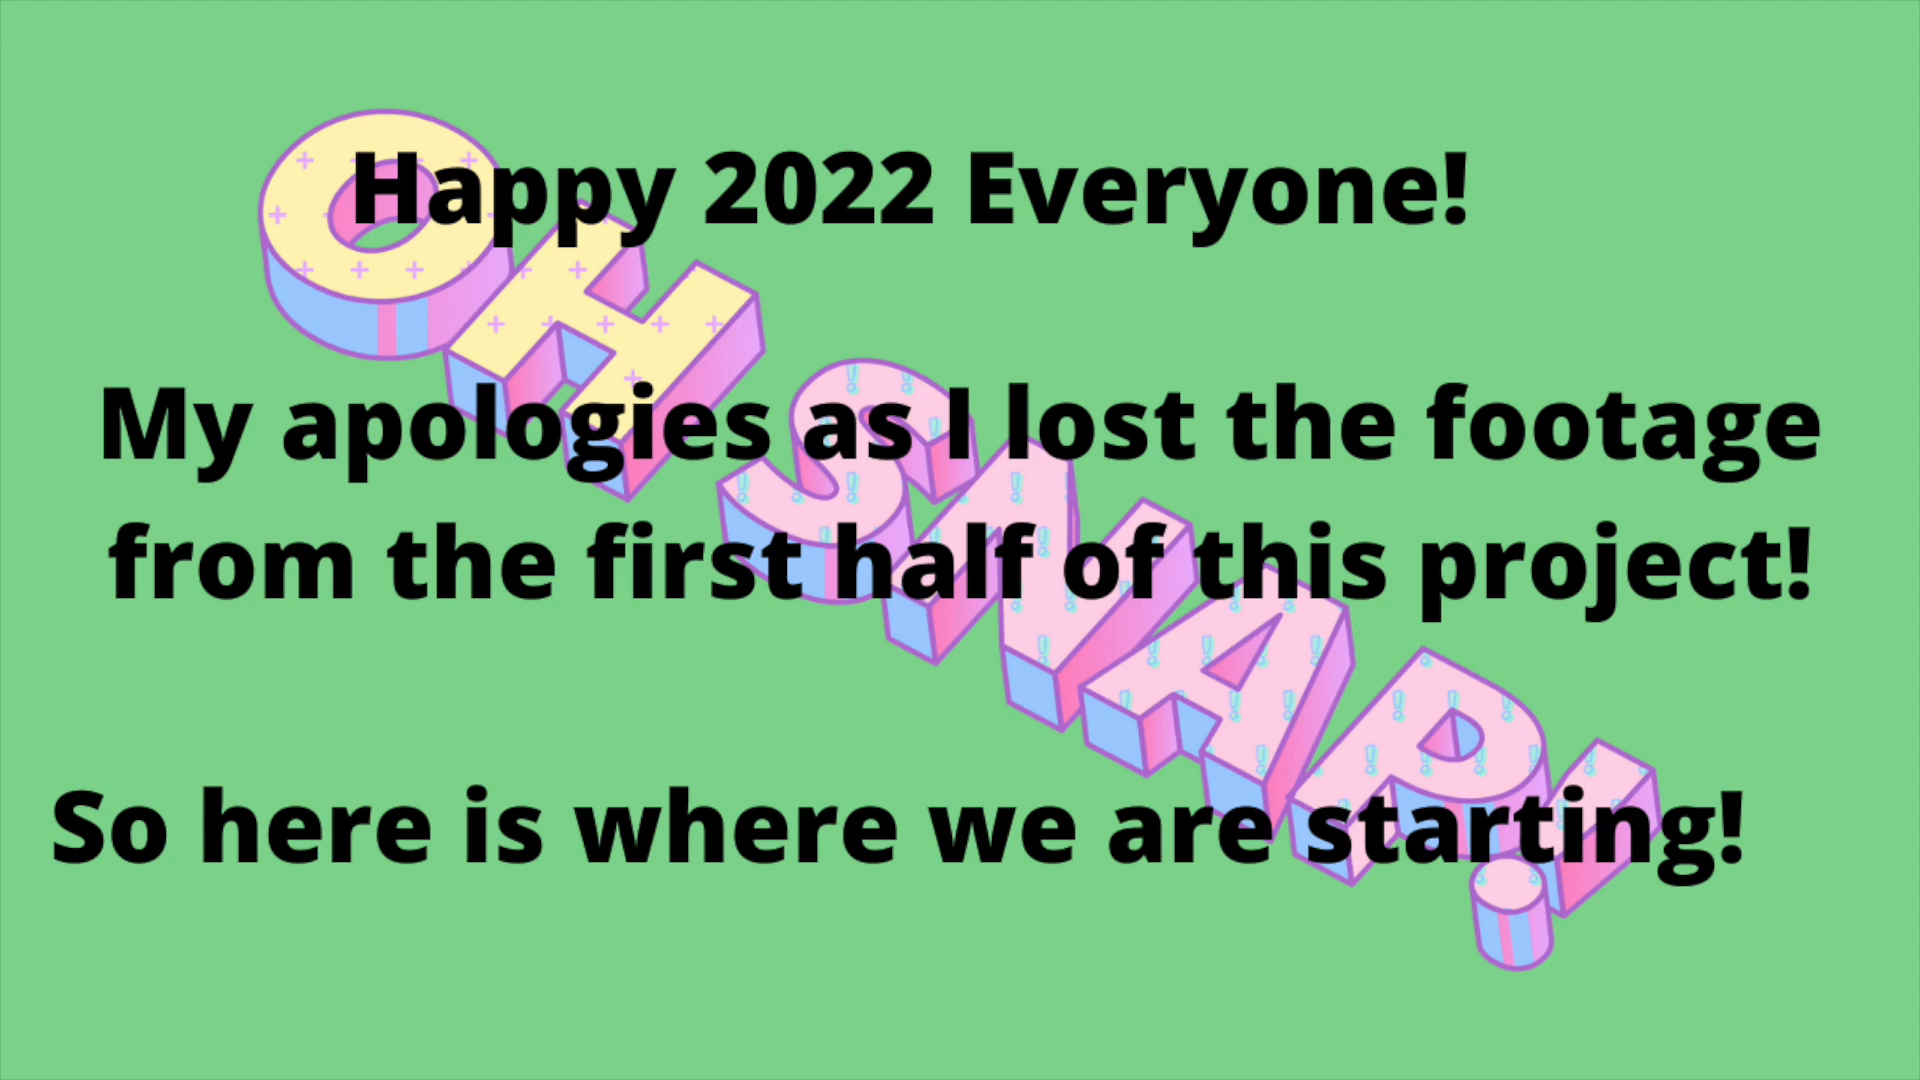 Happy 2022 Everyone!
OH SNAP!
My apologies as I lost the footage
from the first half of this project!
So here is where we are starting!